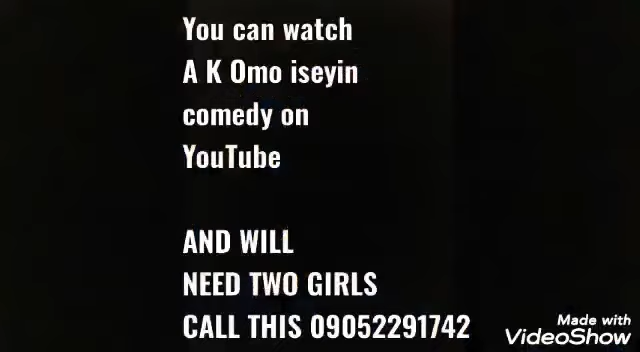 You can watch
A K Omo iseyin
comedy on
YouTube
AND WILL
NEED TWO GIRLS
CALL THIS 09052291742
Made with
VideoShow